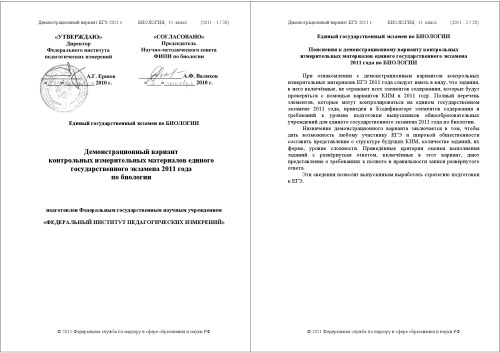 Демонстрационный вариант ЕГЭ 2011 г. БИОЛОГИЯ, 11 класс (2011 - 1 / 20)
«УТВЕРЖДАЮ»
Директор
Федерального института
педагогических измерений
А.Г. Ершов
2010 г.
«СОГЛАСОВАНО»
Председатель
Научно-методического совета
ФИПИ по биологии
А.Ф. Валихов
2010 г.
Единый государственный экзамен по БИОЛОГИИ
Демонстрационный вариант
контрольных измерительных материалов единого
государственного экзамена 2011 года
по биологии
подготовлен Федеральным государственным научным учреждением
«ФЕДЕРАЛЬНЫЙ ИНСТИТУТ ПЕДАГОГИЧЕСКИХ ИЗМЕРЕНИЙ»
© 2011 Федеральная служба по надзору в сфере образования и науки РФ
Демонстрационный вариант ЕГЭ 2011 г. БИОЛОГИЯ, 11 класс (2011 - 2 / 20)
Единый государственный экзамен по БИОЛОГИИ
Пояснения к демонстрационному варианту контрольных
измерительных материалов единого государственного экзамена
2011 года по БИОЛОГИИ
При ознакомлении с демонстрационным вариантом контрольных
измерительных материалов ЕГЭ 2011 года следует иметь в виду, что задания,
в него включённые, не отражают всех элементов содержания, которые будут
проверяться с помощью вариантов КИМ в 2011 году. Полный перечень
элементов, которые могут контролироваться на едином государственном
экзамене 2011 года, приведен в Кодификаторе элементов содержания и
требований к уровню подготовки выпускников общеобразовательных
учреждений для единого государственного экзамена 2011 года по биологии.
Назначение демонстрационного варианта заключается в том, чтобы
дать возможность любому участнику ЕГЭ и широкой общественности
составить представление о структуре будущих КИМ, количестве заданий, их
форме, уровне сложности. Приведённые критерии оценки выполнения
заданий с развёрнутым ответом, включённые в этот вариант, дают
представление о требованиях к полноте и правильности записи развернутого
ответа.
Эти сведения позволят выпускникам выработать стратегию подготовки
к ЕГЭ.
© 2011 Федеральная служба по надзору в сфере образования и науки РФ